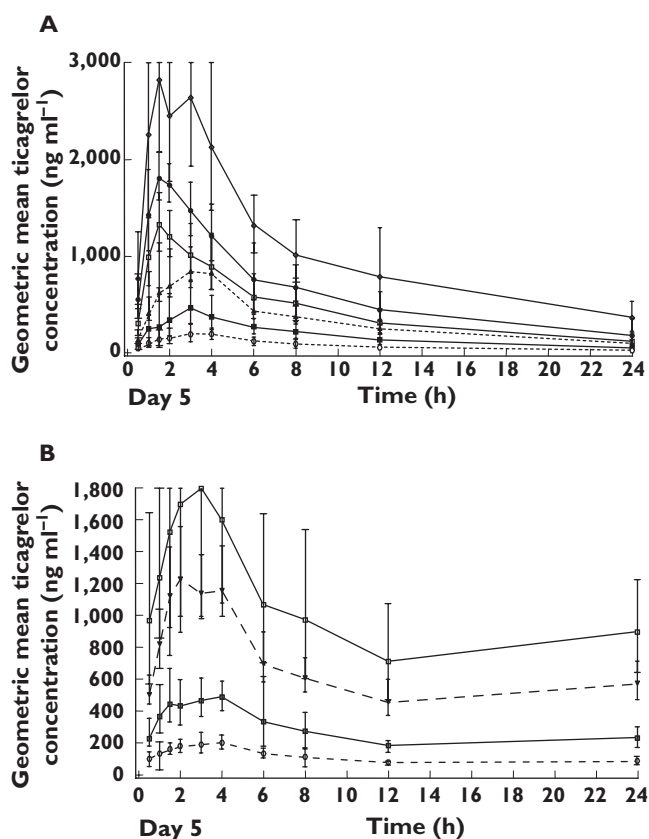 A
Geometric mean ticagrelor
concentration (ng ml⁻¹)
3,000
2,000
1,000
0
0 2 4 6 8 10 12 14 16 18 20 22 24
Day 5 Time (h)
B
Geometric mean ticagrelor
concentration (ng ml⁻¹)
1,800
1,600
1,400
1,200
1,000
800
600
400
200
0
0 2 4 6 8 10 12 14 16 18 20 22 24
Day 5 Time (h)